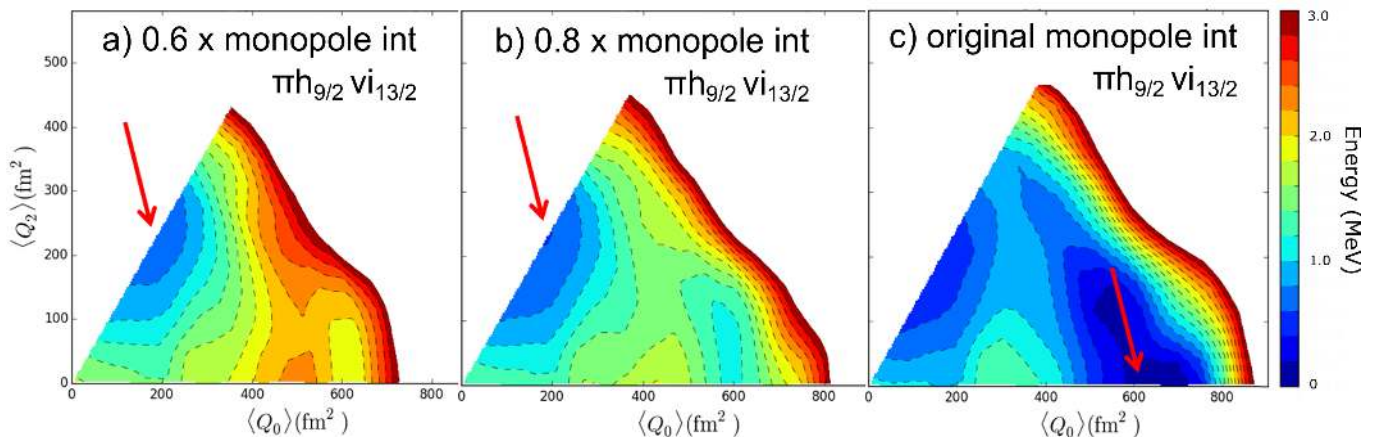 a) 0.6 x monopole int
πh9/2 νi13/2
b) 0.8 x monopole int
πh9/2 νi13/2
c) original monopole int
πh9/2 νi13/2
500
400
300
200
100
0
⟨Q2⟩(fm²)
0 200 400 600 800
⟨Q0⟩(fm²)
0 200 400 600 800
⟨Q0⟩(fm²)
0 200 400 600 800
⟨Q0⟩(fm²)
3.0
2.0
1.0
0
Energy (MeV)